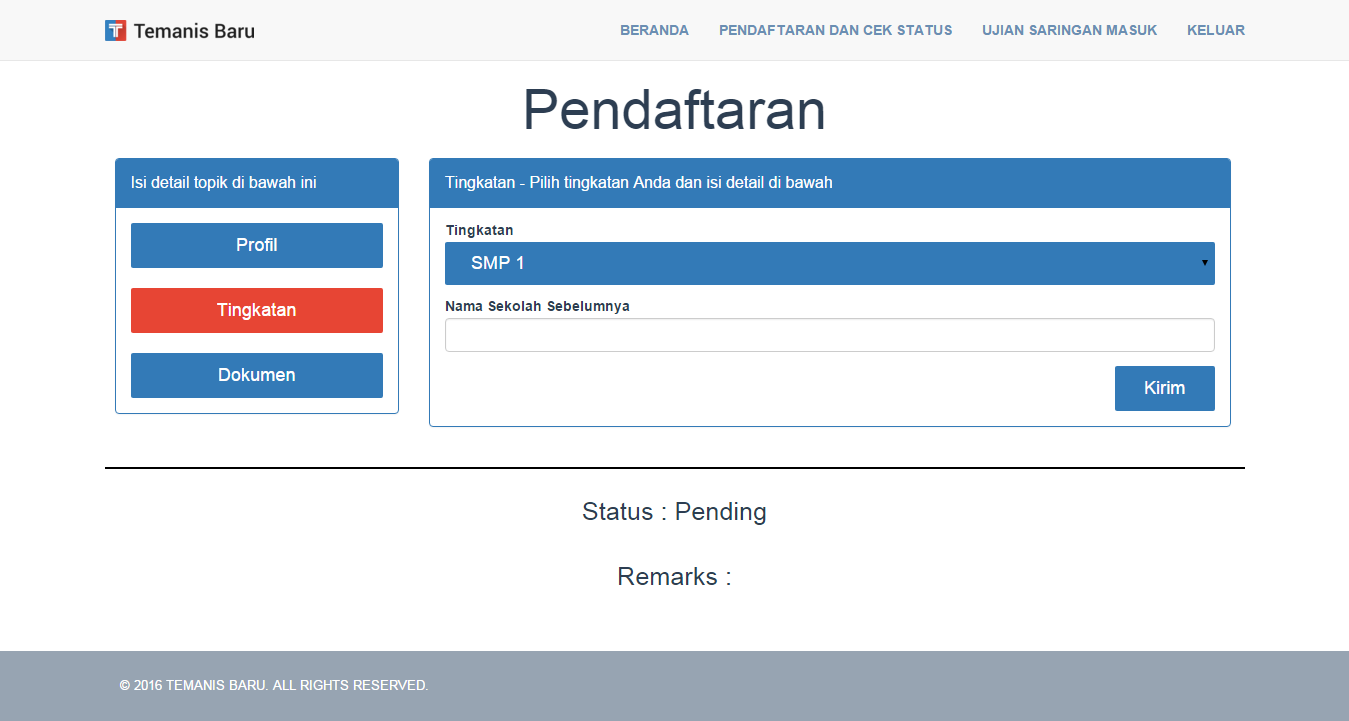 Temanis Baru
BERANDA PENDAFTARAN DAN CEK STATUS UJIAN SARINGAN MASUK KELUAR
Pendaftaran
Isi detail topik di bawah ini
Profil
Tingkatan
Dokumen
Tingkatan - Pilih tingkatan Anda dan isi detail di bawah
Tingkatan
SMP 1
Nama Sekolah Sebelumnya
Kirim
Status : Pending
Remarks :
© 2016 TEMANIS BARU. ALL RIGHTS RESERVED.